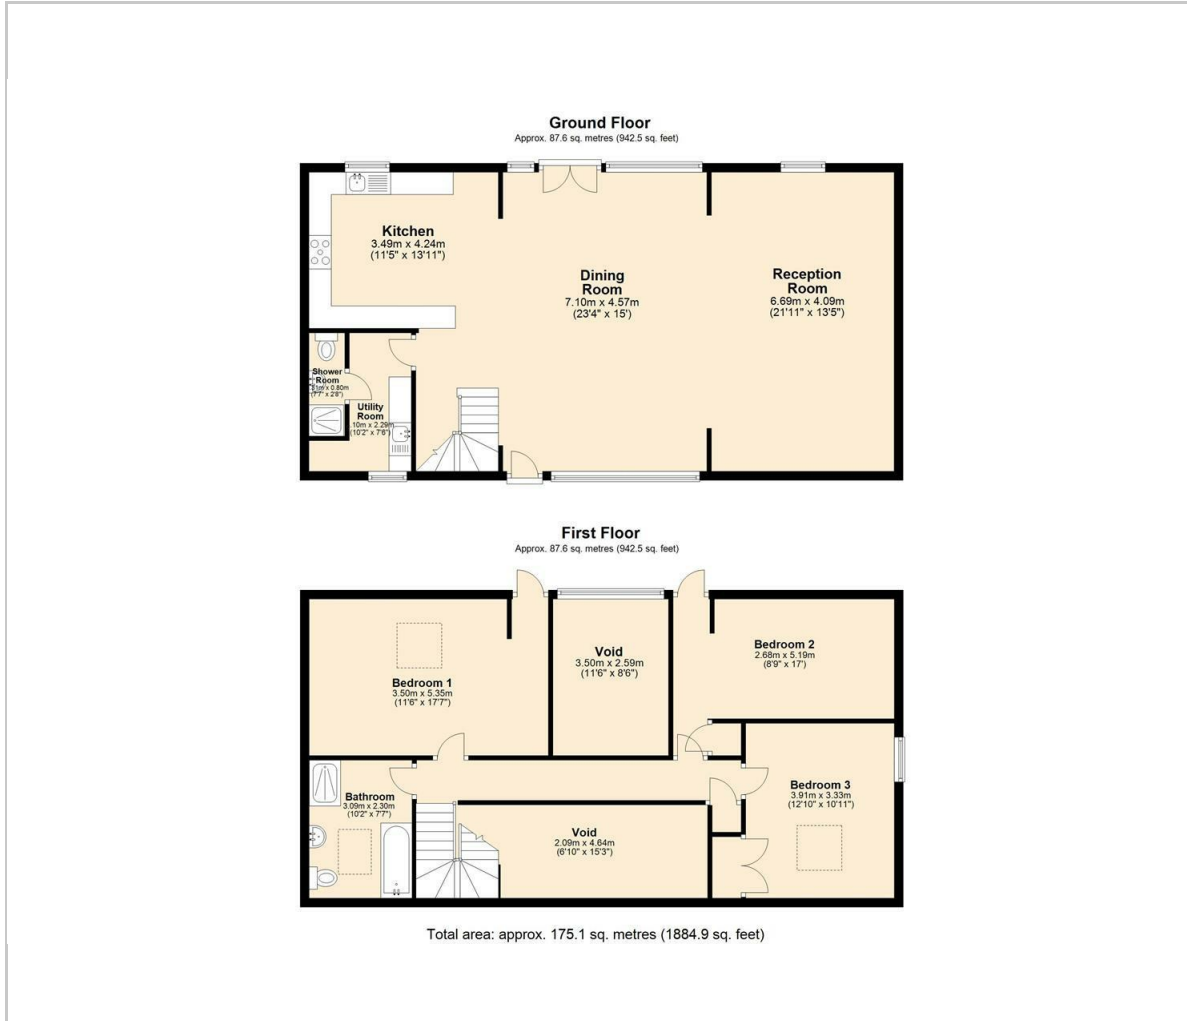 Ground Floor
Approx. 87.6 sq. metres (942.5 sq. feet)
Kitchen
3.49m x 4.24m
(11'5" x 13'11")
Dining
Room
7.10m x 4.57m
(23'4" x 15')
Reception
Room
6.69m x 4.09m
(21'11" x 13'5")
Shower
Room
x 0.80m
(7'7" x 2'8")
Utility
Room
.10m x 2.29m
(10'2" x 7'6")
First Floor
Approx. 87.6 sq. metres (942.5 sq. feet)
Bedroom 1
3.50m x 5.35m
(11'6" x 17'7")
Void
3.50m x 2.59m
(11'6" x 8'6")
Bedroom 2
2.68m x 5.19m
(8'9" x 17')
Bathroom
3.09m x 2.30m
(10'2" x 7'7")
Void
2.09m x 4.64m
(6'10" x 15'3")
Bedroom 3
3.91m x 3.33m
(12'10" x 10'11")
Total area: approx. 175.1 sq. metres (1884.9 sq. feet)